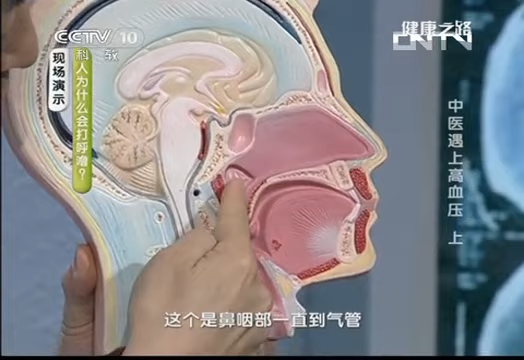 CCTV 10
科 教
健康之路
CNTV
现场演示
人为什么会打呼噜?
中医遇上高血压 上
这个是鼻咽部一直到气管